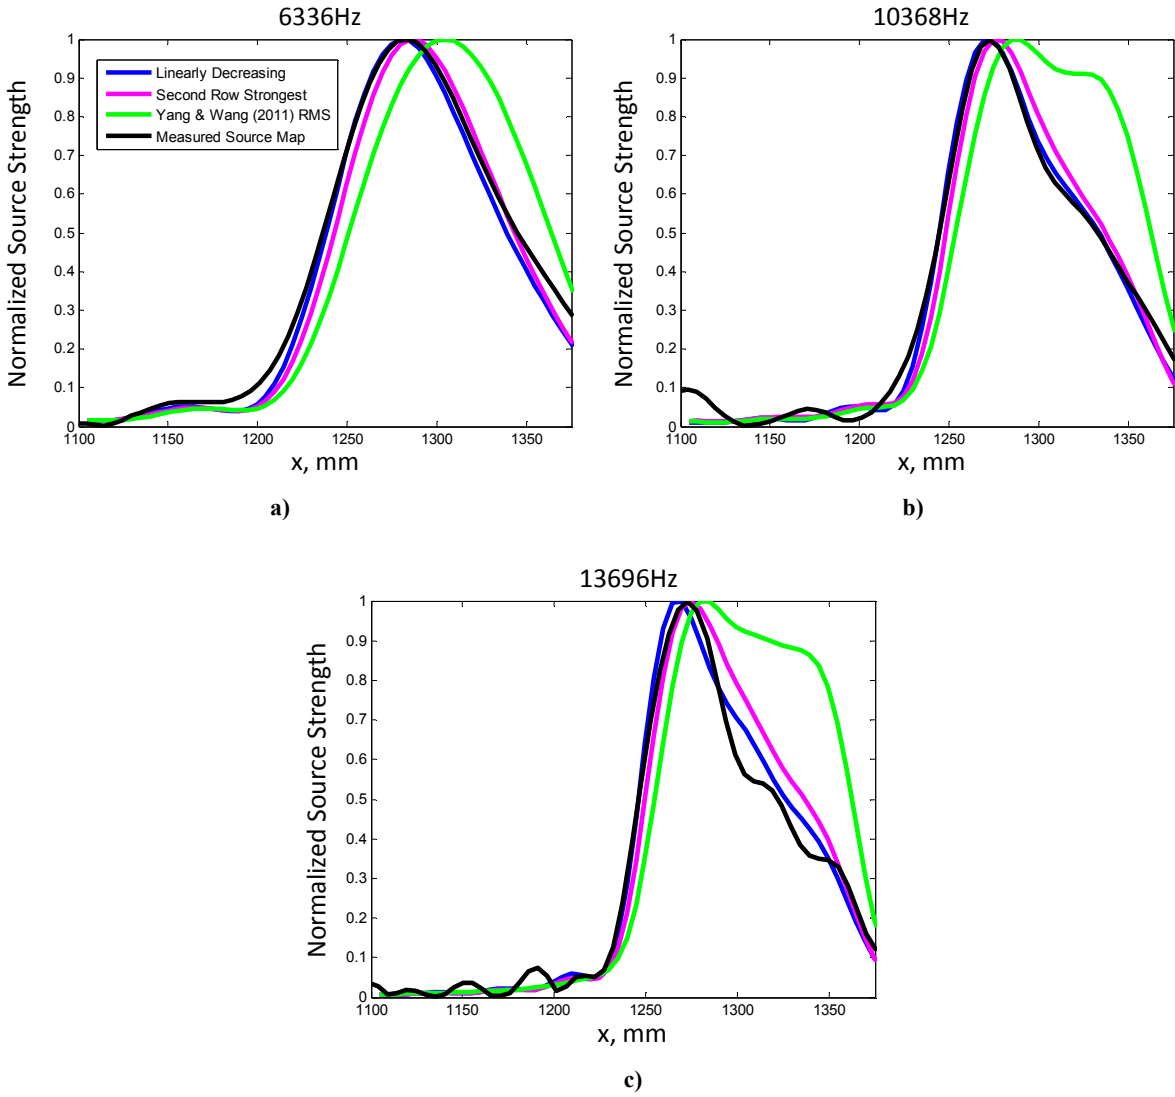 6336Hz
1
0.9
0.8
0.7
0.6
0.5
0.4
0.3
0.2
0.1
0
Normalized Source Strength
Linearly Decreasing
Second Row Strongest
Yang & Wang (2011) RMS
Measured Source Map
1100 1150 1200 1250 1300 1350
x, mm
a)
10368Hz
1
0.9
0.8
0.7
0.6
0.5
0.4
0.3
0.2
0.1
0
Normalized Source Strength
1100 1150 1200 1250 1300 1350
x, mm
b)
13696Hz
1
0.9
0.8
0.7
0.6
0.5
0.4
0.3
0.2
0.1
0
Normalized Source Strength
1100 1150 1200 1250 1300 1350
x, mm
c)